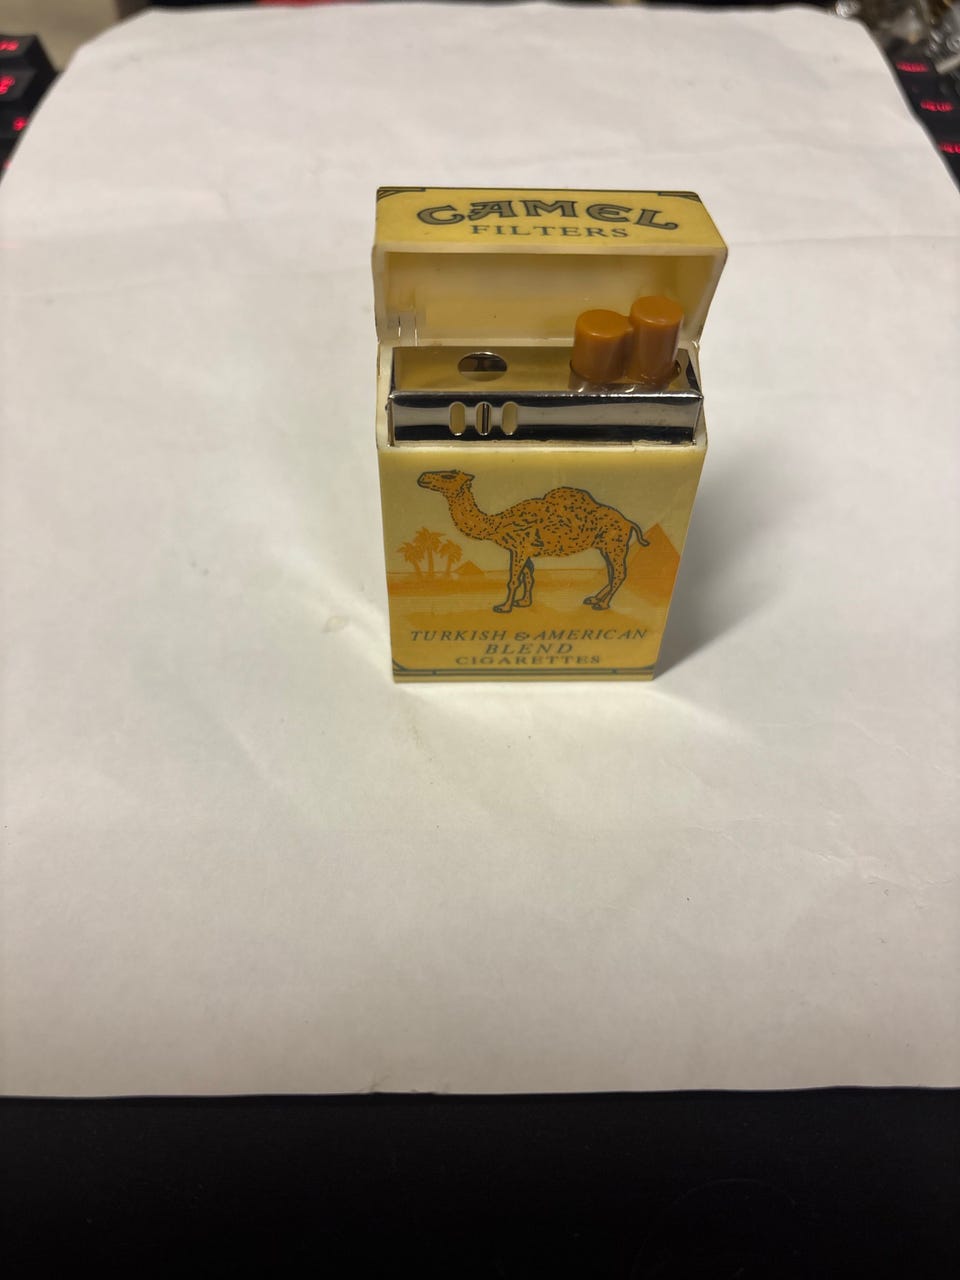 CAMEL
FILTERS
TURKISH & AMERICAN
BLEND
CIGARETTES